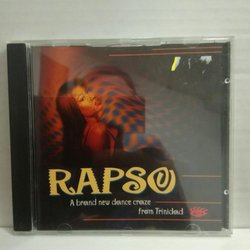 RAPSO
A brand new dance craze
from Trinidad